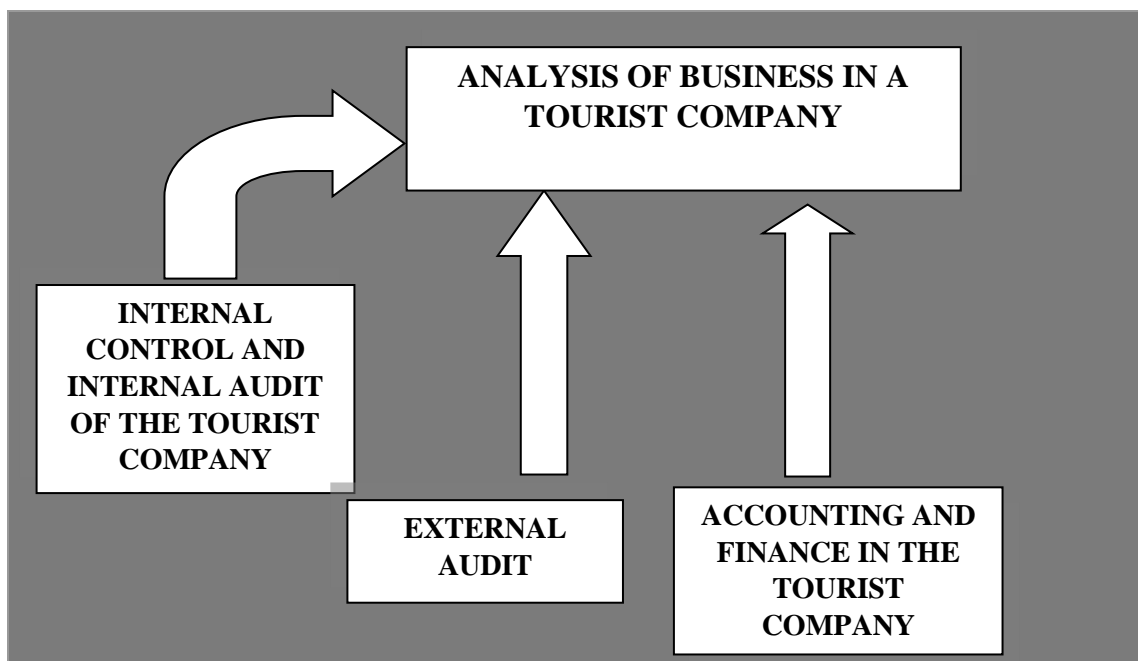 ANALYSIS OF BUSINESS IN A
TOURIST COMPANY
INTERNAL
CONTROL AND
INTERNAL AUDIT
OF THE TOURIST
COMPANY
EXTERNAL
AUDIT
ACCOUNTING AND
FINANCE IN THE
TOURIST
COMPANY